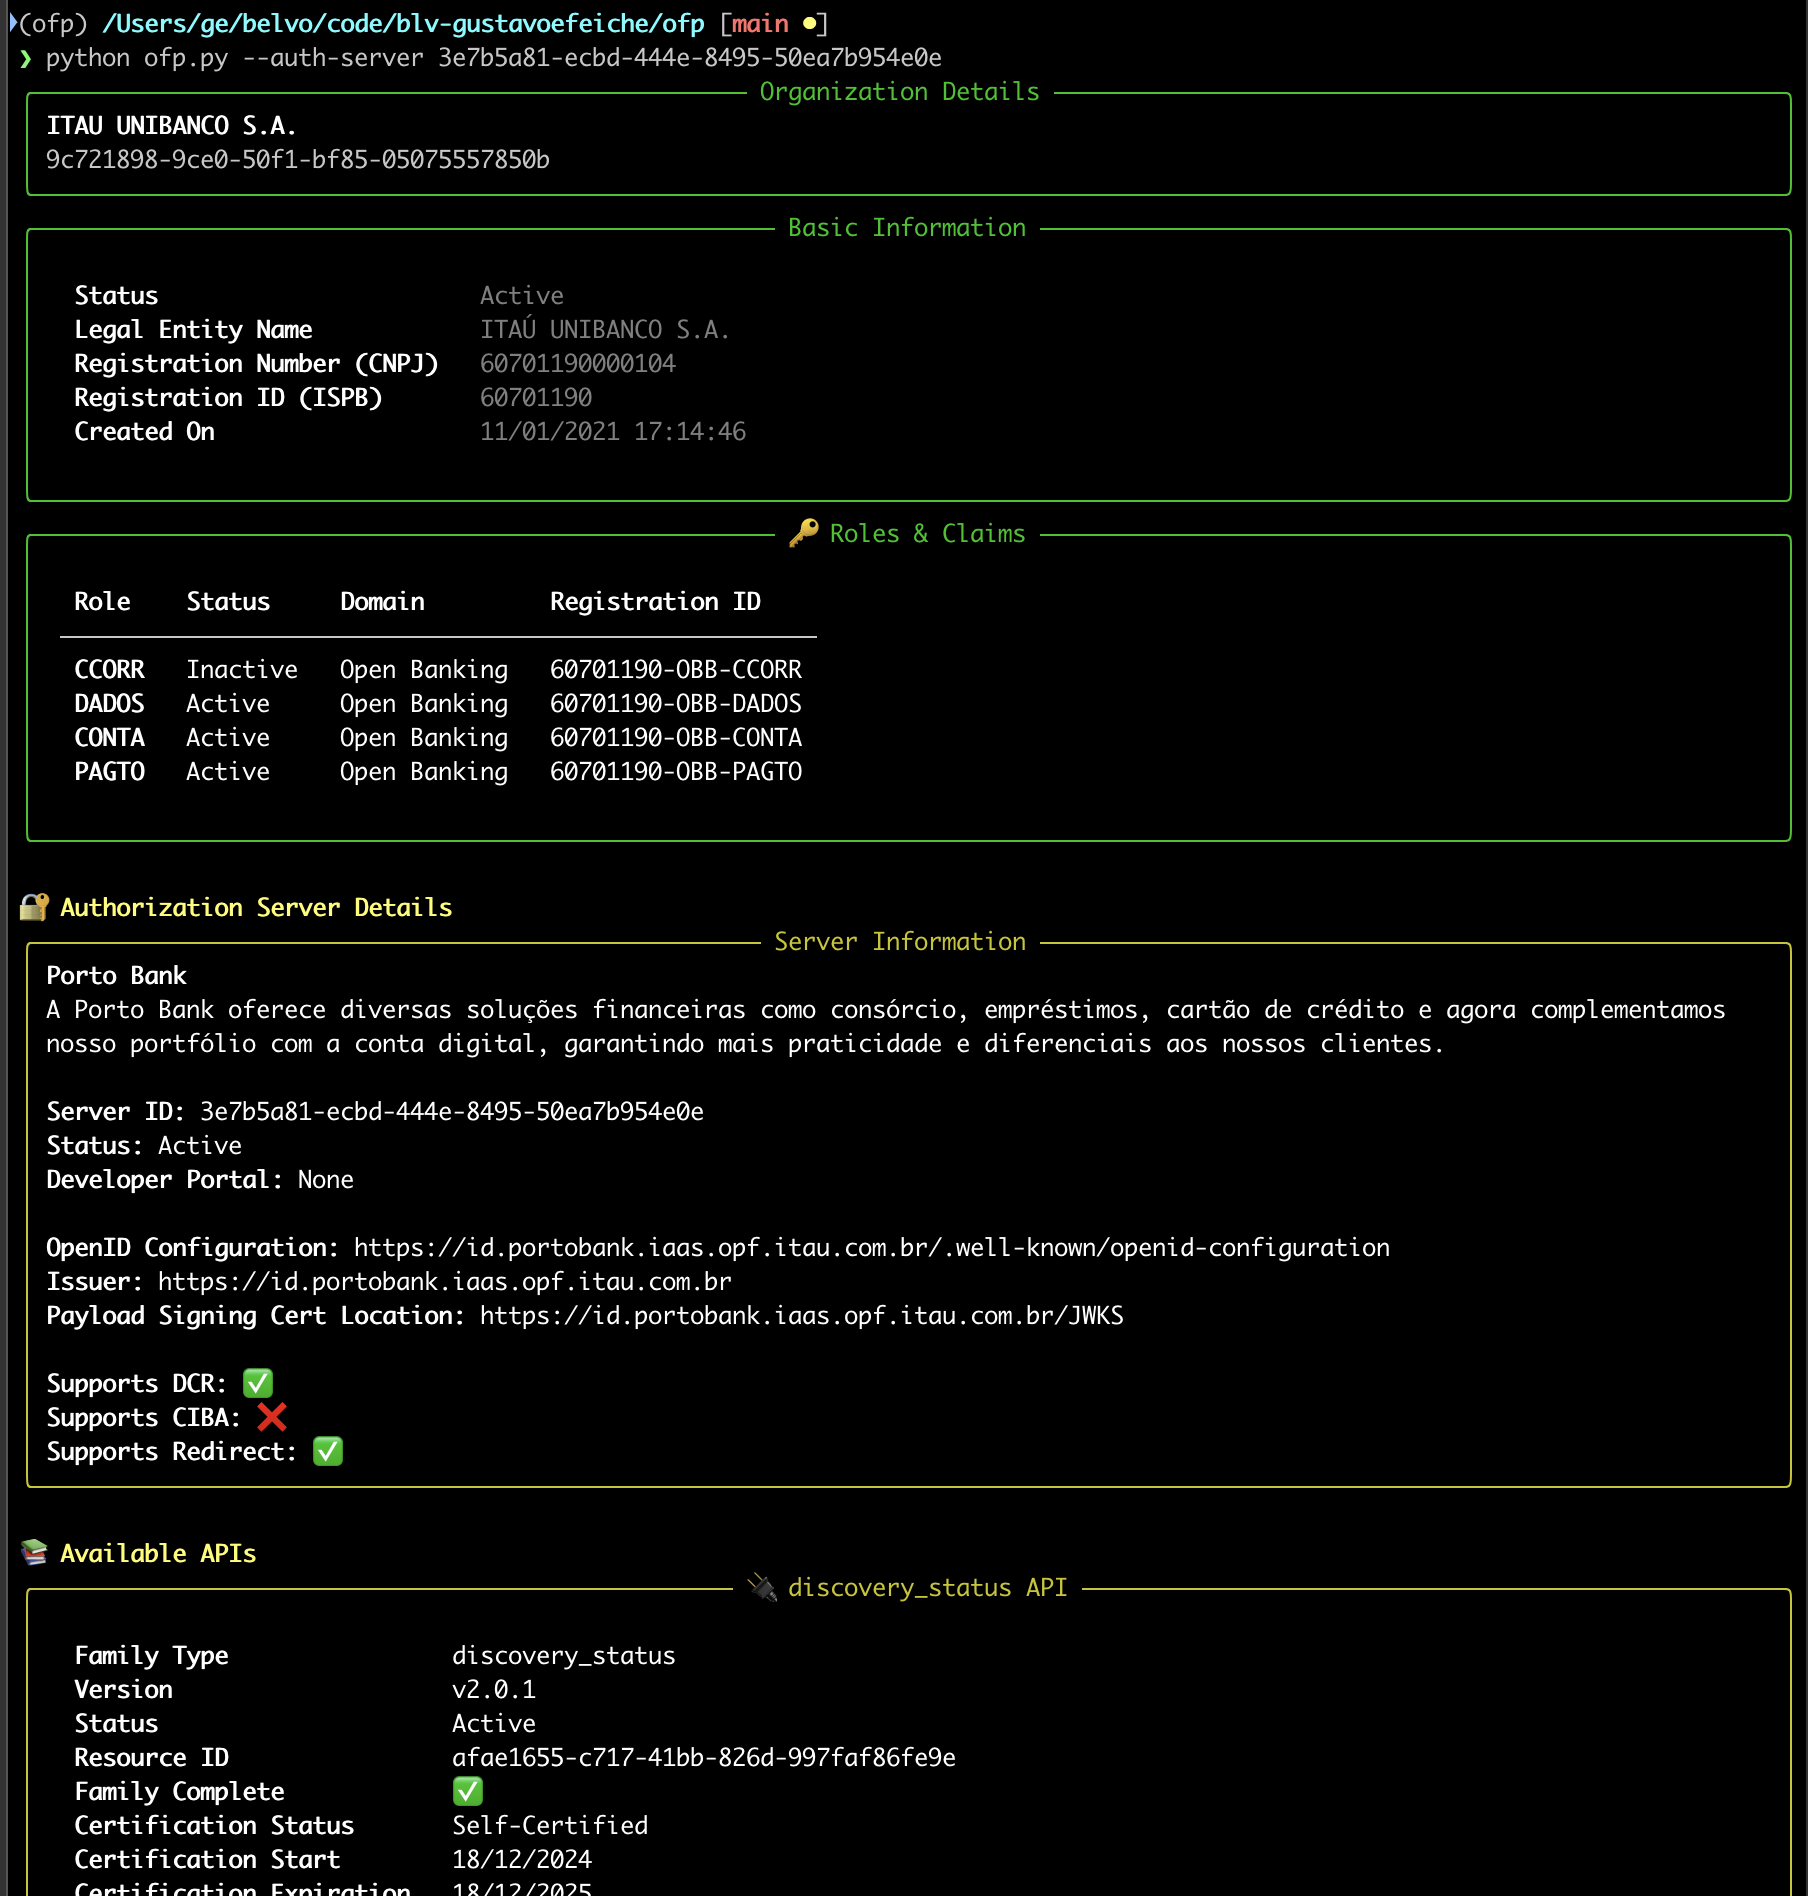 (ofp) /Users/ge/belvo/code/blv-gustavoefeiche/ofp [main ●]
❯ python ofp.py --auth-server 3e7b5a81-ecbd-444e-8495-50ea7b954e0e
Organization Details
ITAU UNIBANCO S.A.
9c721898-9ce0-50f1-bf85-05075557850b
Basic Information
Status Active
Legal Entity Name ITAÚ UNIBANCO S.A.
Registration Number (CNPJ) 60701190000104
Registration ID (ISPB) 60701190
Created On 11/01/2021 17:14:46
🔑 Roles & Claims
Role Status Domain Registration ID
CCORR Inactive Open Banking 60701190-OBB-CCORR
DADOS Active Open Banking 60701190-OBB-DADOS
CONTA Active Open Banking 60701190-OBB-CONTA
PAGTO Active Open Banking 60701190-OBB-PAGTO
🔐 Authorization Server Details
Server Information
Porto Bank
A Porto Bank oferece diversas soluções financeiras como consórcio, empréstimos, cartão de crédito e agora complementamos
nosso portfólio com a conta digital, garantindo mais praticidade e diferenciais aos nossos clientes.
Server ID: 3e7b5a81-ecbd-444e-8495-50ea7b954e0e
Status: Active
Developer Portal: None
OpenID Configuration: https://id.portobank.iaas.opf.itau.com.br/.well-known/openid-configuration
Issuer: https://id.portobank.iaas.opf.itau.com.br
Payload Signing Cert Location: https://id.portobank.iaas.opf.itau.com.br/JWKS
Supports DCR: ✅
Supports CIBA: ❌
Supports Redirect: ✅
📚 Available APIs
🔌 discovery_status API
Family Type discovery_status
Version v2.0.1
Status Active
Resource ID afae1655-c717-41bb-826d-997faf86fe9e
Family Complete ✅
Certification Status Self-Certified
Certification Start 18/12/2024
Certification Expiration 18/12/2025